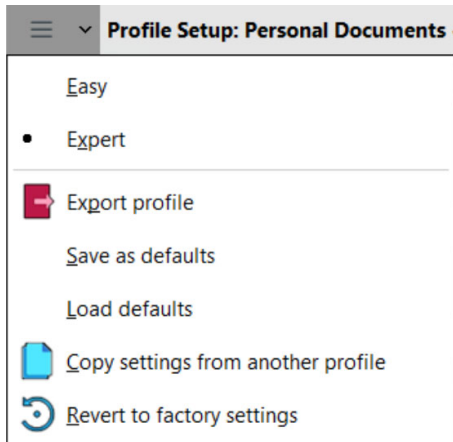 Profile Setup: Personal Documents
Easy
Expert
Export profile
Save as defaults
Load defaults
Copy settings from another profile
Revert to factory settings